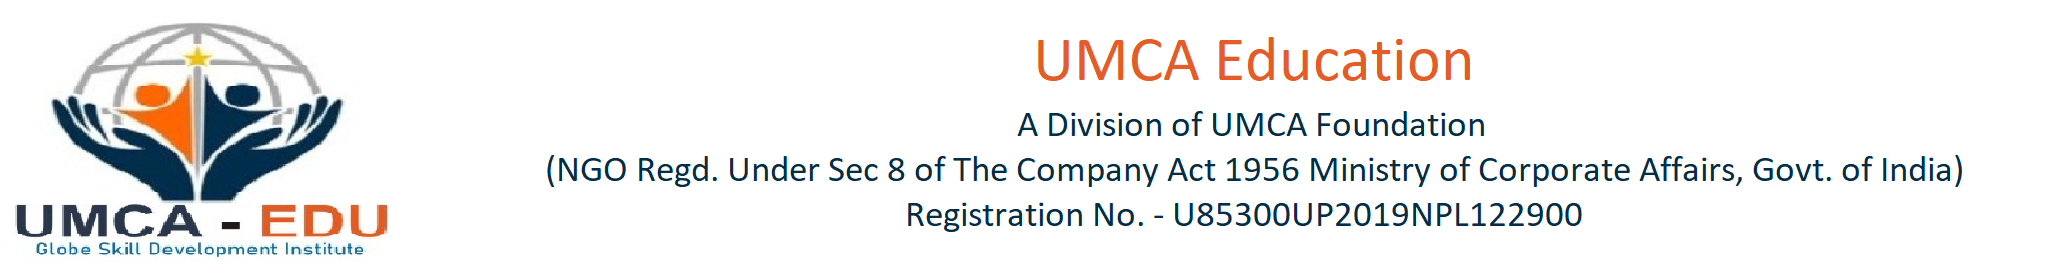 UMCA - EDU
Globe Skill Development Institute
UMCA Education
A Division of UMCA Foundation
(NGO Regd. Under Sec 8 of The Company Act 1956 Ministry of Corporate Affairs, Govt. of India)
Registration No. - U85300UP2019NPL122900